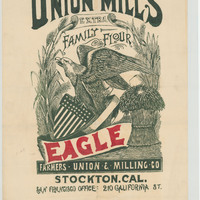 UNION MILLS
EXTRA
FAMILY FLOUR
EAGLE
FARMERS · UNION & MILLING · CO
STOCKTON, CAL.
SAN FRANCISCO OFFICE: 210 CALIFORNIA ST.